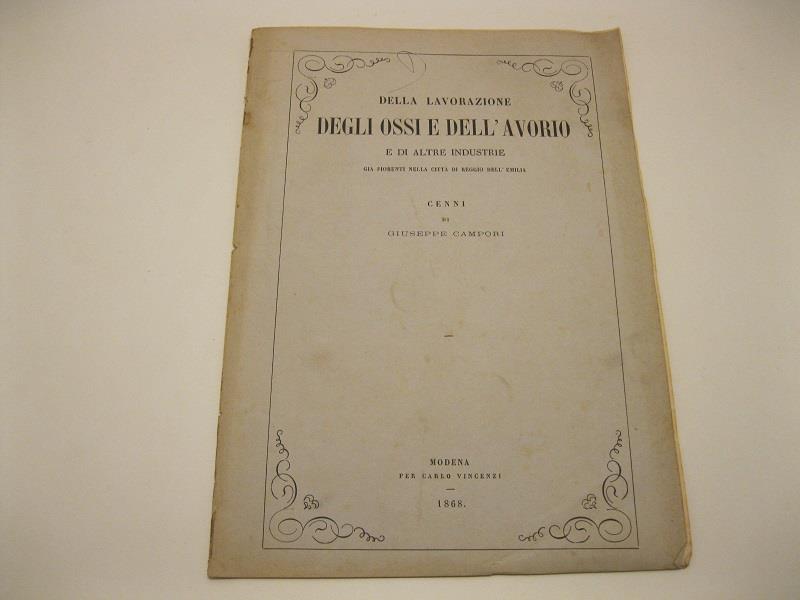 DELLA LAVORAZIONE
DEGLI OSSI E DELL'AVORIO
E DI ALTRE INDUSTRIE
GIA FIORENTI NELLA CITTÀ DI REGGIO DELL'EMILIA
CENNI
DI
GIUSEPPE CAMPORI
MODENA
PER CARLO VINCENZI
1868.